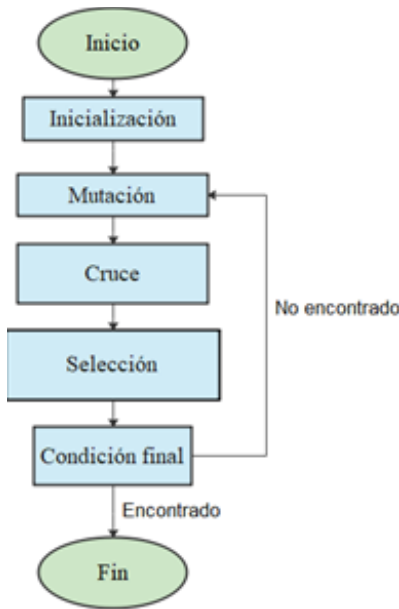 Inicio
Inicialización
Mutación
Cruce
No encontrado
Selección
Condición final
Encontrado
Fin